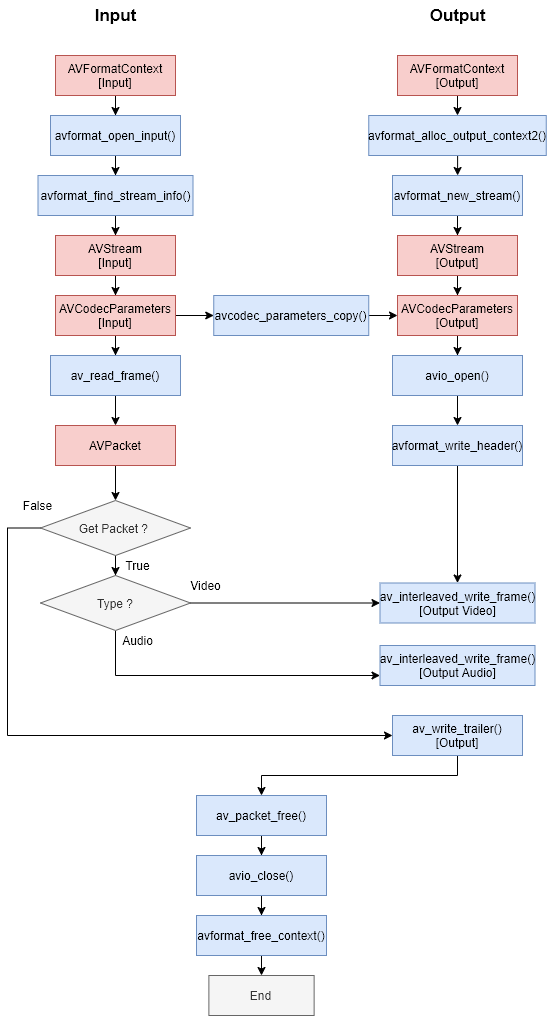 Input
Output
AVFormatContext
[Input]
AVFormatContext
[Output]
avformat_open_input()
avformat_alloc_output_context2()
avformat_find_stream_info()
avformat_new_stream()
AVStream
[Input]
AVStream
[Output]
AVCodecParameters
[Input]
avcodec_parameters_copy()
AVCodecParameters
[Output]
av_read_frame()
avio_open()
AVPacket
avformat_write_header()
False
Get Packet ?
True
Type ?
Video
av_interleaved_write_frame()
[Output Video]
Audio
av_interleaved_write_frame()
[Output Audio]
av_write_trailer()
[Output]
av_packet_free()
avio_close()
avformat_free_context()
End